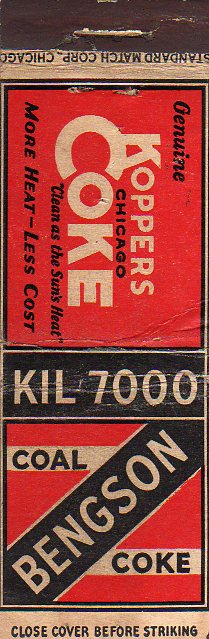 STANDARD MATCH CORP., CHICAGO
Genuine
KOPPERS
CHICAGO
COKE
"Clean as the Sun's Heat"
MORE HEAT—LESS COST
KIL 7000
COAL
BENGSON
COKE
CLOSE COVER BEFORE STRIKING